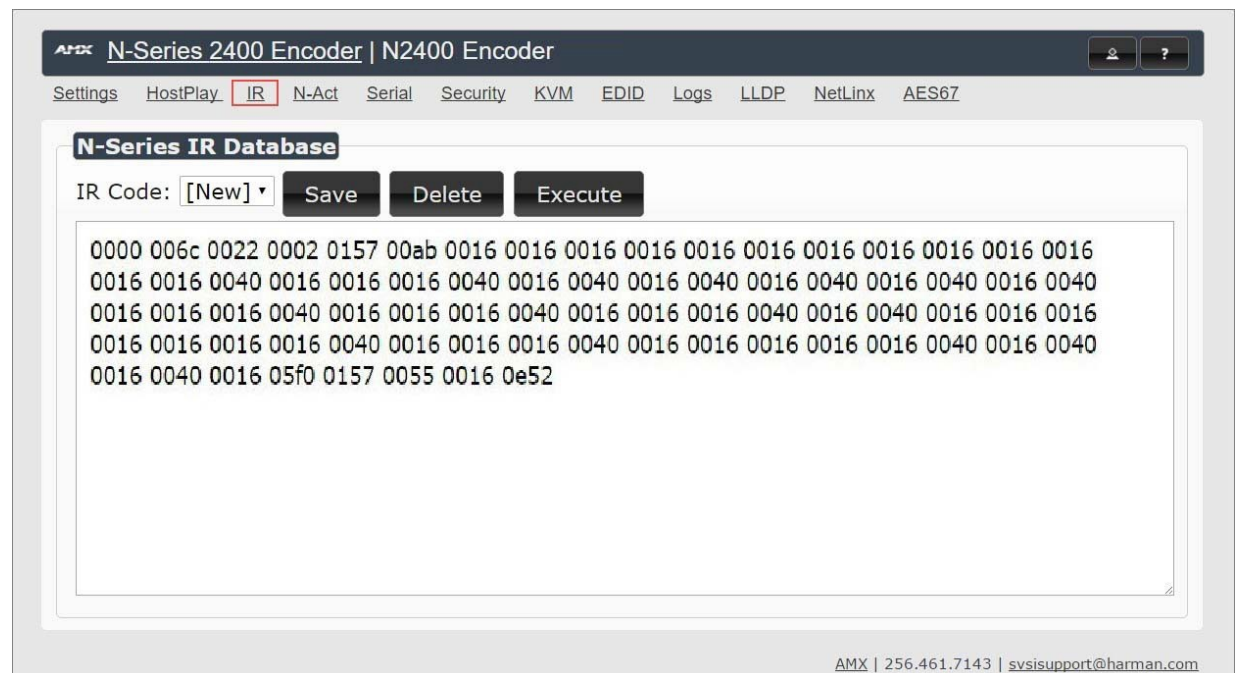 AMX N-Series 2400 Encoder | N2400 Encoder ?
Settings HostPlay IR N-Act Serial Security KVM EDID Logs LLDP NetLinx AES67
N-Series IR Database
IR Code: [New] Save Delete Execute
0000 006c 0022 0002 0157 00ab 0016 0016 0016 0016 0016 0016 0016 0016 0016 0016 0016
0016 0016 0040 0016 0016 0016 0040 0016 0040 0016 0040 0016 0040 0016 0040 0016 0040
0016 0016 0016 0040 0016 0016 0016 0040 0016 0016 0016 0040 0016 0040 0016 0016 0016
0016 0016 0016 0016 0040 0016 0016 0016 0040 0016 0016 0016 0016 0016 0040 0016 0040
0016 0040 0016 05f0 0157 0055 0016 0e52
AMX | 256.461.7143 | svsisupport@harman.com